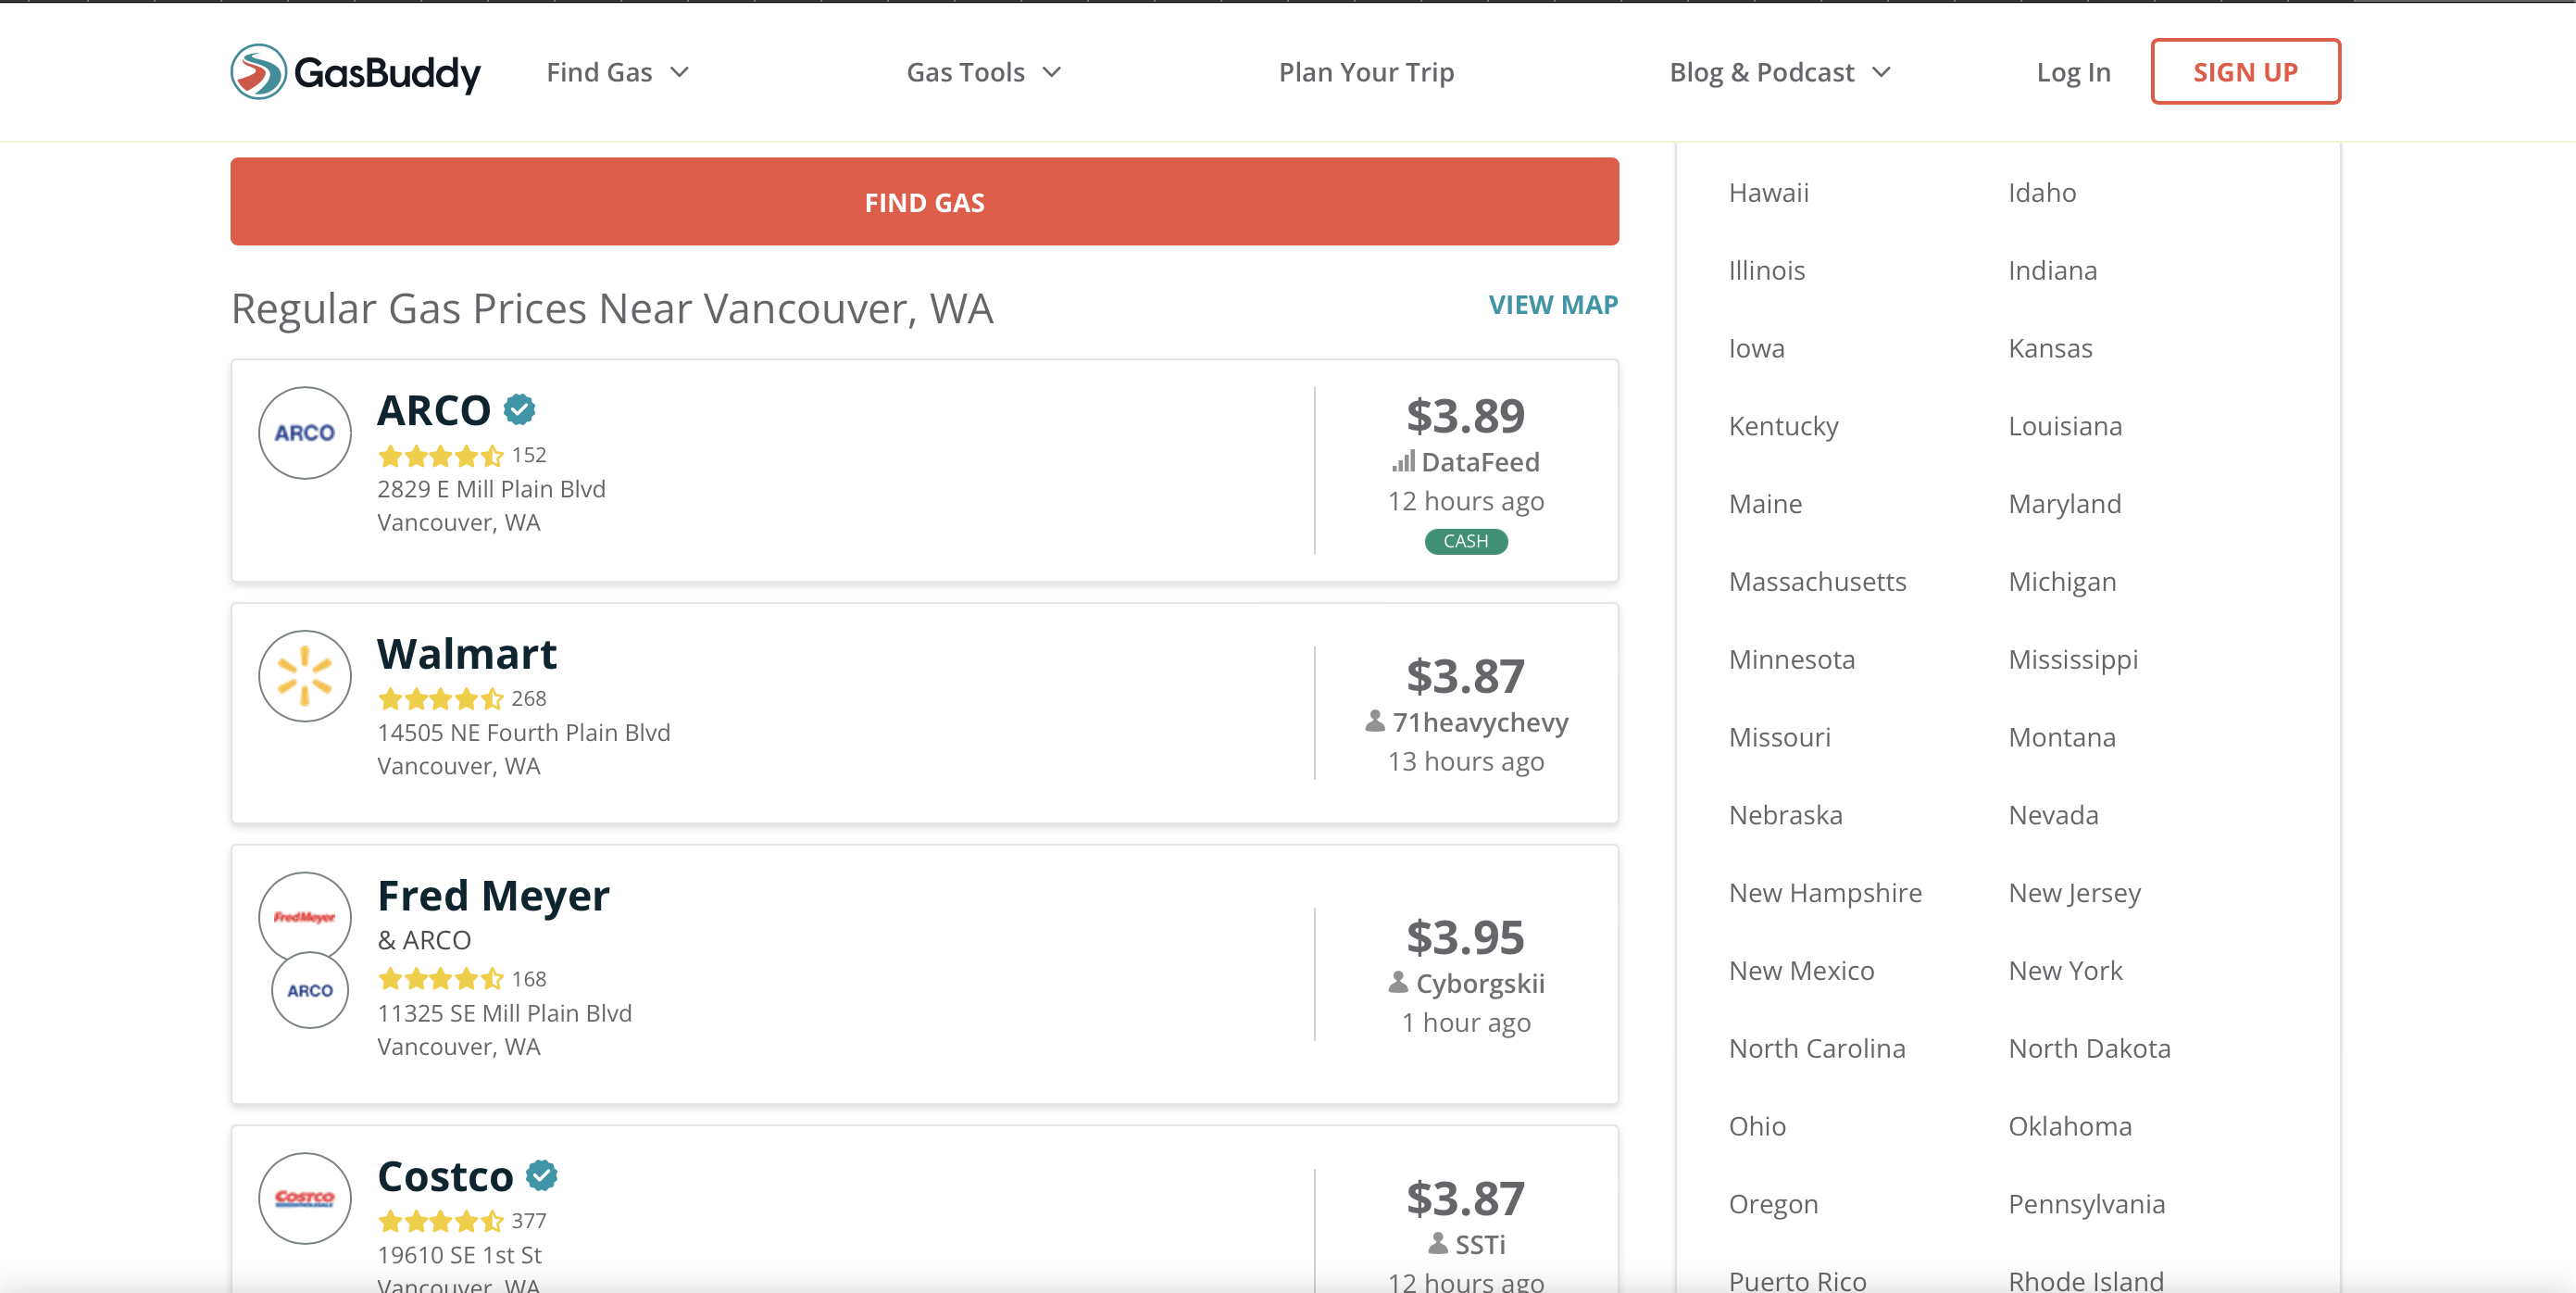 GasBuddy
Find Gas
Gas Tools
Plan Your Trip
Blog & Podcast
Log In
SIGN UP
FIND GAS
Regular Gas Prices Near Vancouver, WA
VIEW MAP
ARCO
ARCO
152
2829 E Mill Plain Blvd
Vancouver, WA
$3.89
DataFeed
12 hours ago
CASH
Walmart
268
14505 NE Fourth Plain Blvd
Vancouver, WA
$3.87
71heavychevy
13 hours ago
FredMeyer
ARCO
Fred Meyer
& ARCO
168
11325 SE Mill Plain Blvd
Vancouver, WA
$3.95
Cyborgskii
1 hour ago
COSTCO
Costco
377
19610 SE 1st St
Vancouver, WA
$3.87
SSTi
12 hours ago
Hawaii Idaho
Illinois Indiana
Iowa Kansas
Kentucky Louisiana
Maine Maryland
Massachusetts Michigan
Minnesota Mississippi
Missouri Montana
Nebraska Nevada
New Hampshire New Jersey
New Mexico New York
North Carolina North Dakota
Ohio Oklahoma
Oregon Pennsylvania
Puerto Rico Rhode Island